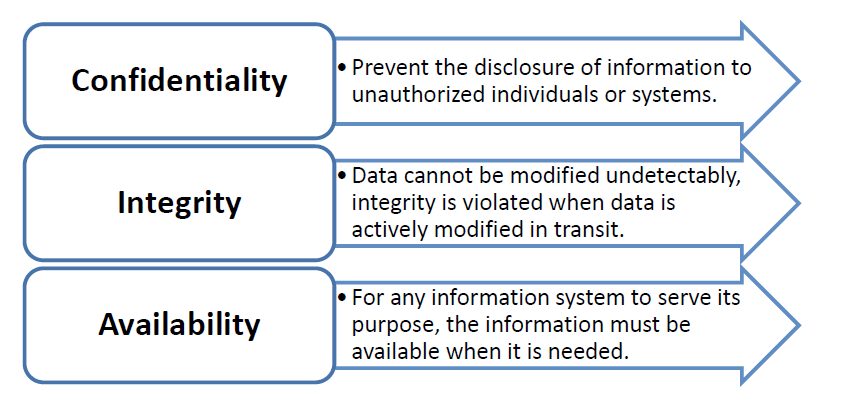 Confidentiality
• Prevent the disclosure of information to
unauthorized individuals or systems.
Integrity
• Data cannot be modified undetectably,
integrity is violated when data is
actively modified in transit.
Availability
• For any information system to serve its
purpose, the information must be
available when it is needed.